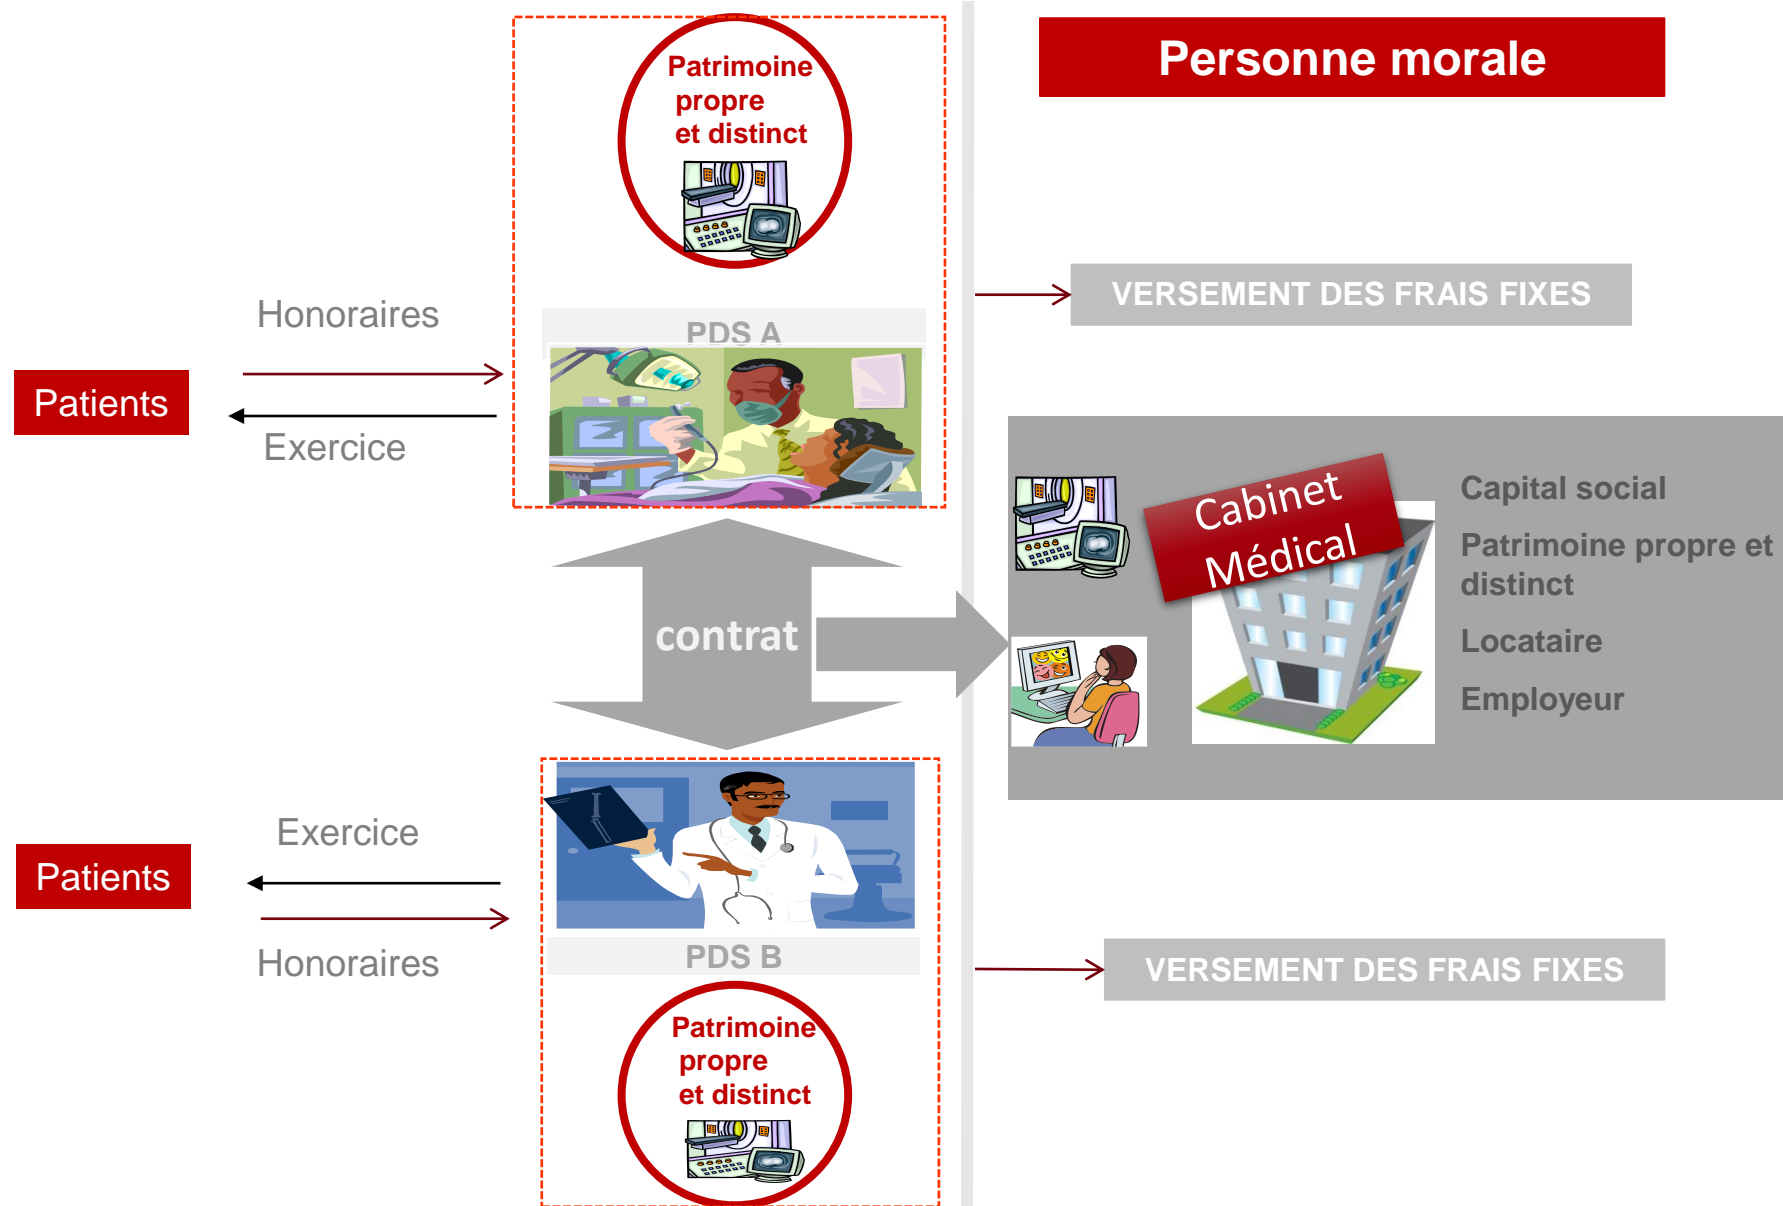 Personne morale
Patrimoine
propre
et distinct
VERSEMENT DES FRAIS FIXES
Honoraires
PDS A
Patients
Exercice
Cabinet
Médical
Capital social
Patrimoine propre et
distinct
Locataire
Employeur
contrat
Exercice
Patients
Honoraires
PDS B
VERSEMENT DES FRAIS FIXES
Patrimoine
propre
et distinct